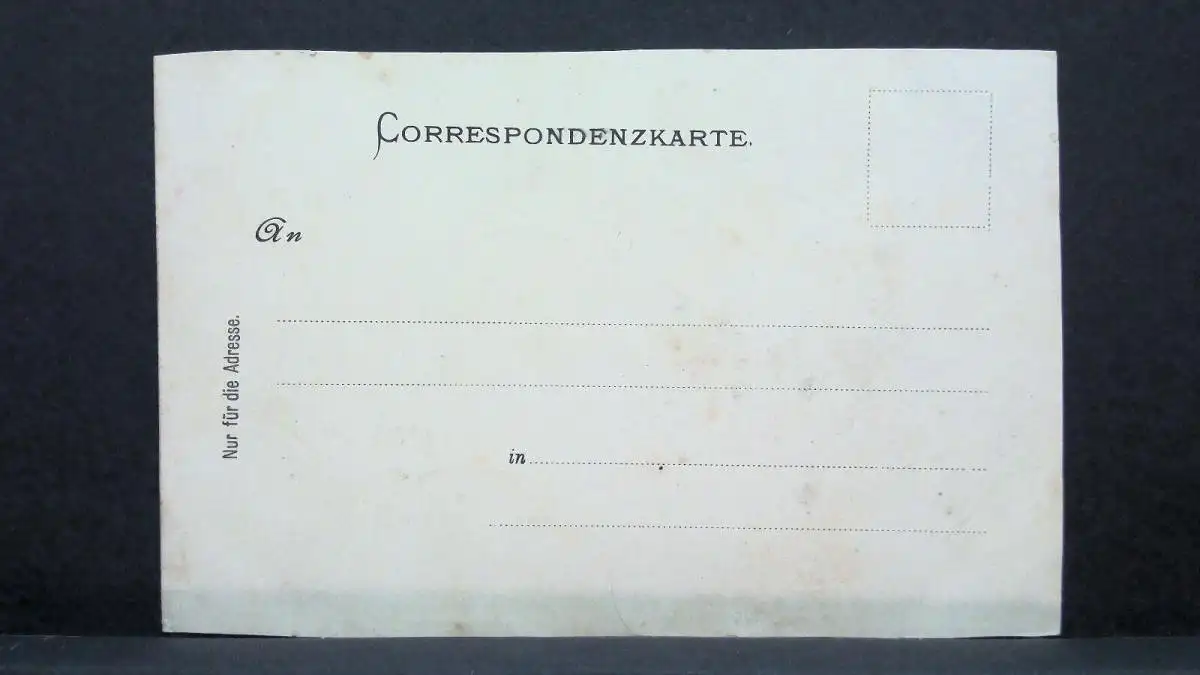 CORRESPONDENZKARTE.
An
Nur für die Adresse.
in